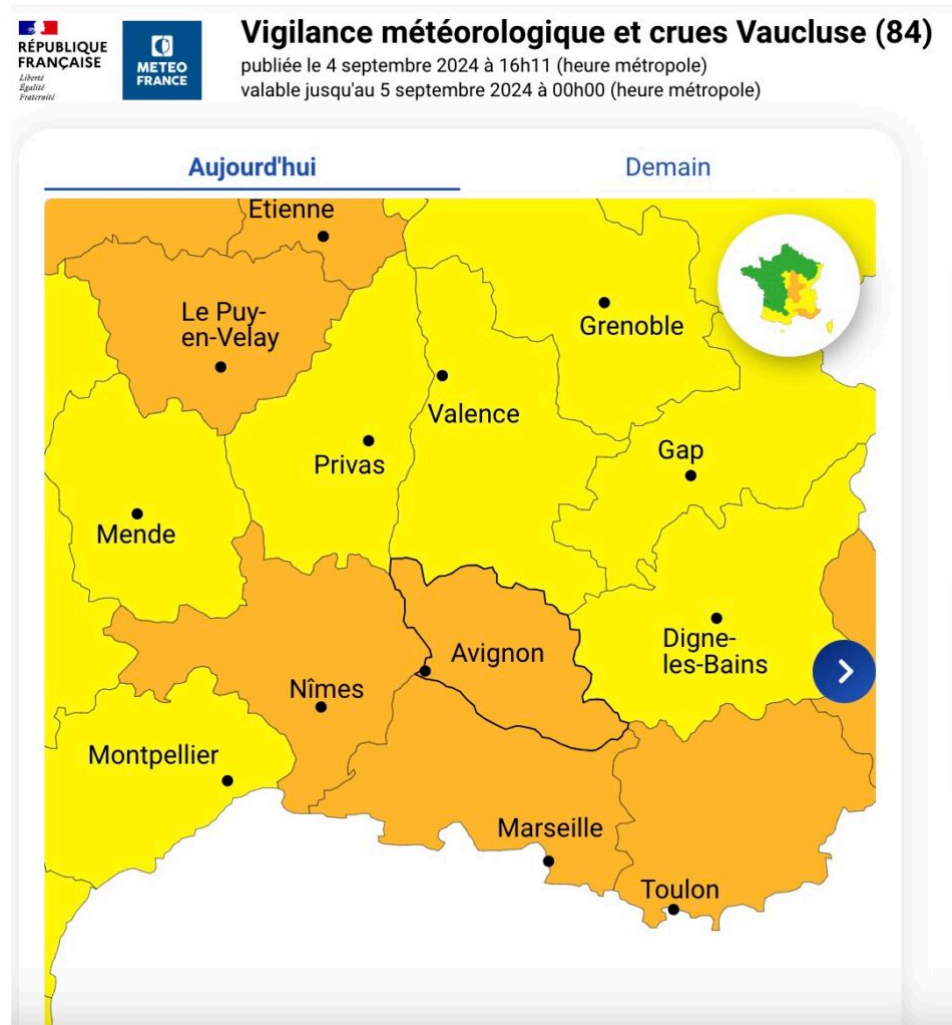 RÉPUBLIQUE
FRANÇAISE
Liberté
Égalité
Fraternité
METEO
FRANCE
Vigilance météorologique et crues Vaucluse (84)
publiée le 4 septembre 2024 à 16h11 (heure métropole)
valable jusqu'au 5 septembre 2024 à 00h00 (heure métropole)
Aujourd'hui
Demain
Etienne
Le Puy-
en-Velay
Grenoble
Valence
Privas
Gap
Mende
Avignon
Digne-
les-Bains
Nîmes
Montpellier
Marseille
Toulon